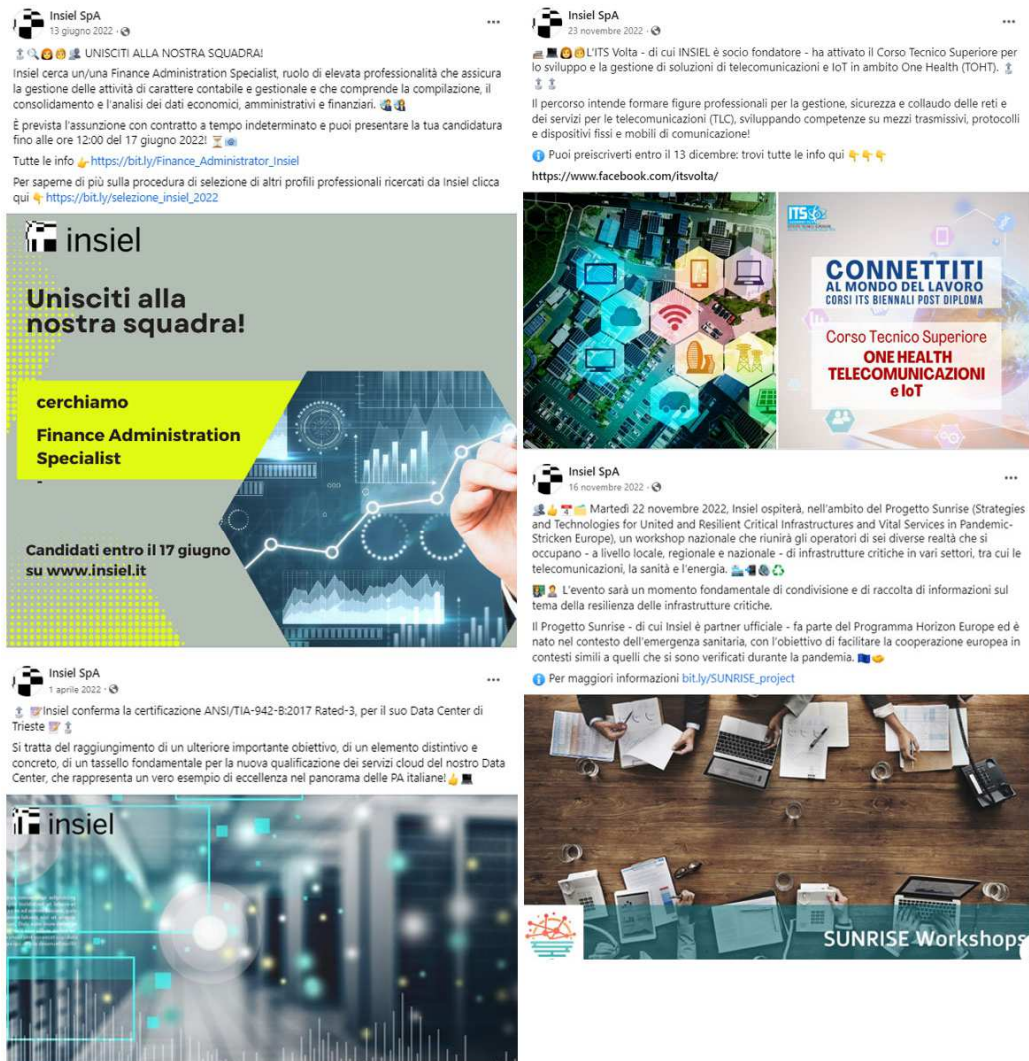 Insiel SpA
13 giugno 2022
UNISCITI ALLA NOSTRA SQUADRA!
Insiel cerca un/una Finance Administration Specialist, ruolo di elevata professionalità che assicura
la gestione delle attività di carattere contabile e gestionale e che comprende la compilazione, il
consolidamento e l'analisi dei dati economici, amministrativi e finanziari.
È prevista l'assunzione con contratto a tempo indeterminato e puoi presentare la tua candidatura
fino alle ore 12:00 del 17 giugno 2022!
Tutte le info 👉https://bit.ly/Finance_Administrator_Insiel
Per saperne di più sulla procedura di selezione di altri profili professionali ricercati da Insiel clicca
qui 👇https://bit.ly/selezione_insiel_2022
insiel
Unisciti alla
nostra squadra!
cerchiamo
Finance Administration
Specialist
-
Candidati entro il 17 giugno
su www.insiel.it
Insiel SpA
1 aprile 2022
Insiel conferma la certificazione ANSI/TIA-942-B:2017 Rated-3, per il suo Data Center di
Trieste
Si tratta del raggiungimento di un ulteriore importante obiettivo, di un elemento distintivo e
concreto, di un tassello fondamentale per la nuova qualificazione dei servizi cloud del nostro Data
Center, che rappresenta un vero esempio di eccellenza nel panorama delle PA italiane!
insiel
Insiel SpA
23 novembre 2022
L'ITS Volta - di cui INSIEL è socio fondatore - ha attivato il Corso Tecnico Superiore per
lo sviluppo e la gestione di soluzioni di telecomunicazioni e IoT in ambito One Health (TOHT).
Il percorso intende formare figure professionali per la gestione, sicurezza e collaudo delle reti e
dei servizi per le telecomunicazioni (TLC), sviluppando competenze su mezzi trasmissivi, protocolli
e dispositivi fissi e mobili di comunicazione!
Puoi preiscriverti entro il 13 dicembre: trovi tutte le info qui 👇👇👇
https://www.facebook.com/itsvolta/
ITS
CONNETTITI
AL MONDO DEL LAVORO
CORSI ITS BIENNALI POST DIPLOMA
Corso Tecnico Superiore
ONE HEALTH
TELECOMUNICAZIONI
e IoT
Insiel SpA
16 novembre 2022
Martedì 22 novembre 2022, Insiel ospiterà, nell'ambito del Progetto Sunrise (Strategies
and Technologies for United and Resilient Critical Infrastructures and Vital Services in Pandemic-
Stricken Europe), un workshop nazionale che riunirà gli operatori di sei diverse realtà che si
occupano - a livello locale, regionale e nazionale - di infrastrutture critiche in vari settori, tra cui le
telecomunicazioni, la sanità e l'energia.
L'evento sarà un momento fondamentale di condivisione e di raccolta di informazioni sul
tema della resilienza delle infrastrutture critiche.
Il Progetto Sunrise - di cui Insiel è partner ufficiale - fa parte del Programma Horizon Europe ed è
nato nel contesto dell'emergenza sanitaria, con l'obiettivo di facilitare la cooperazione europea in
contesti simili a quelli che si sono verificati durante la pandemia.
Per maggiori informazioni bit.ly/SUNRISE_project
SUNRISE Workshops